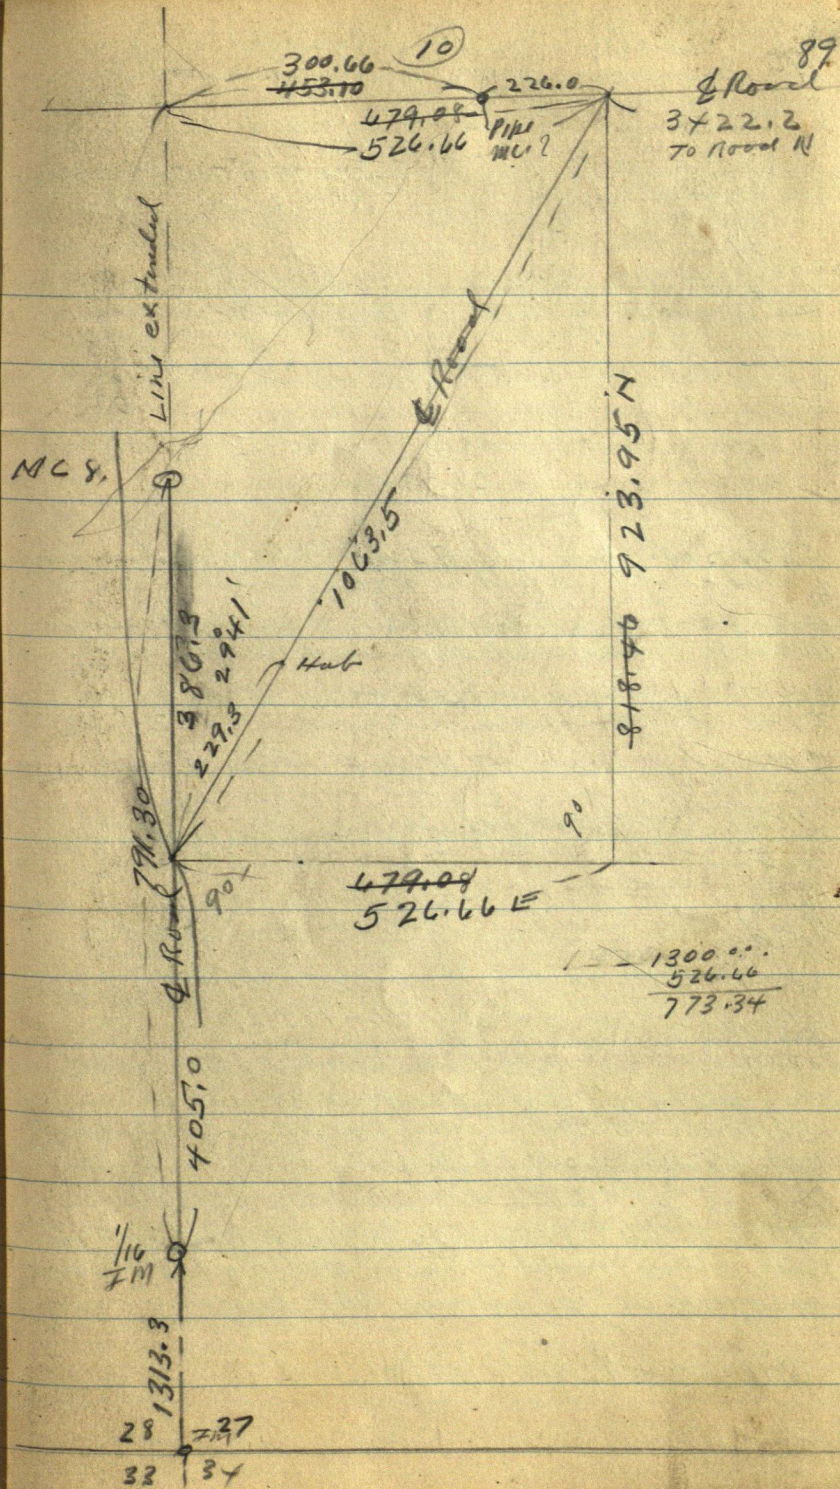 89
10
300.66
453.10
226.0
℄ Road
479.08
526.66
Pipe
MC.?
3+22.2
To Road N
Line extended
MC 8.
℄ Road
1063.5
923.95 N
818.40
386.3
29°41'
229.3
Hub
791.30
90
90
479.08
526.66 E
℄ Road
1300.00
526.66
773.34
405.0
1/16
IM
1313.3
28 IM 27
33 34